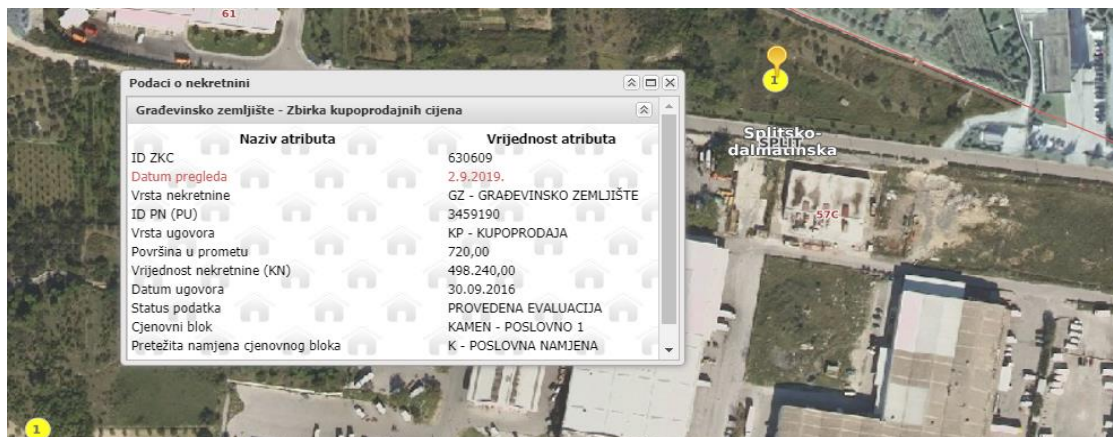 61
Podaci o nekretnini
Građevinsko zemljište - Zbirka kupoprodajnih cijena
Naziv atributa Vrijednost atributa
ID ZKC 630609
Datum pregleda 2.9.2019.
Vrsta nekretnine GZ - GRAĐEVINSKO ZEMLJIŠTE
ID PN (PU) 3459190
Vrsta ugovora KP - KUPOPRODAJA
Površina u prometu 720,00
Vrijednost nekretnine (KN) 498.240,00
Datum ugovora 30.09.2016
Status podatka PROVEDENA EVALUACIJA
Cjenovni blok KAMEN - POSLOVNO 1
Pretežita namjena cjenovnog bloka K - POSLOVNA NAMJENA
1
Splitsko-
SPLIT
dalmatinska
57C
1